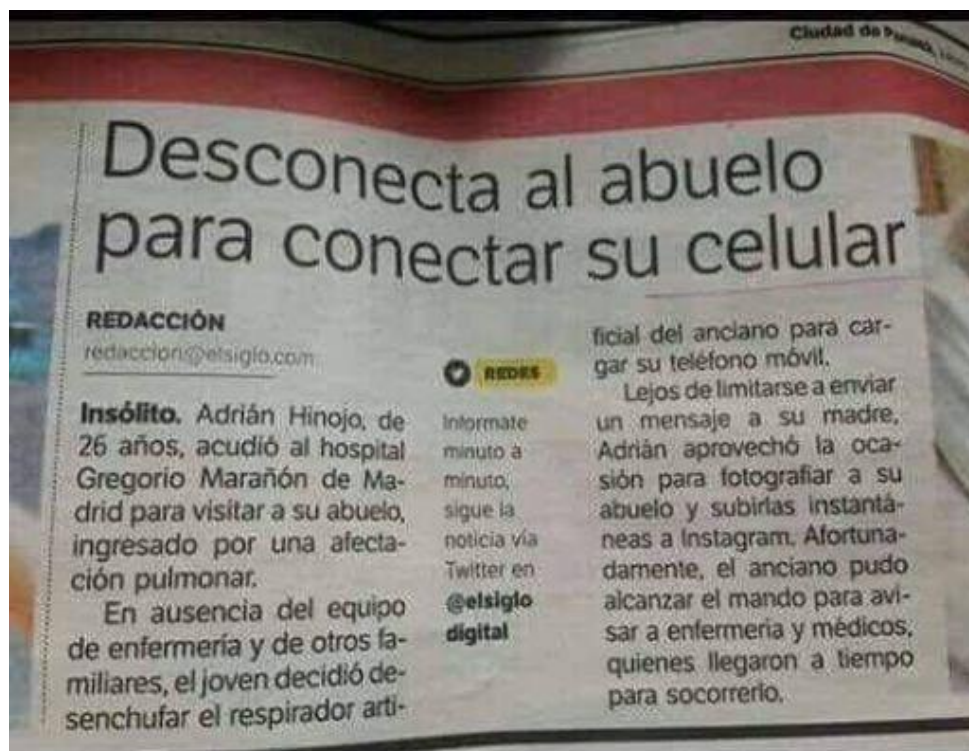 Ciudad de
Desconecta al abuelo
para conectar su celular
REDACCIÓN
redaccion@elsiglo.com
Insólito. Adrián Hinojo, de
26 años, acudió al hospital
Gregorio Marañón de Ma-
drid para visitar a su abuelo,
ingresado por una afecta-
ción pulmonar.
En ausencia del equipo
de enfermería y de otros fa-
miliares, el joven decidió de-
senchufar el respirador arti-
REDES
Informate
minuto a
minuto,
sigue la
noticia vía
Twitter en
@elsiglo
digital
ficial del anciano para car-
gar su teléfono móvil.
Lejos de limitarse a enviar
un mensaje a su madre,
Adrián aprovechó la oca-
sión para fotografiar a su
abuelo y subirlas instantá-
neas a Instagram. Afortuna-
damente, el anciano pudo
alcanzar el mando para avi-
sar a enfermería y médicos,
quienes llegaron a tiempo
para socorrerlo.